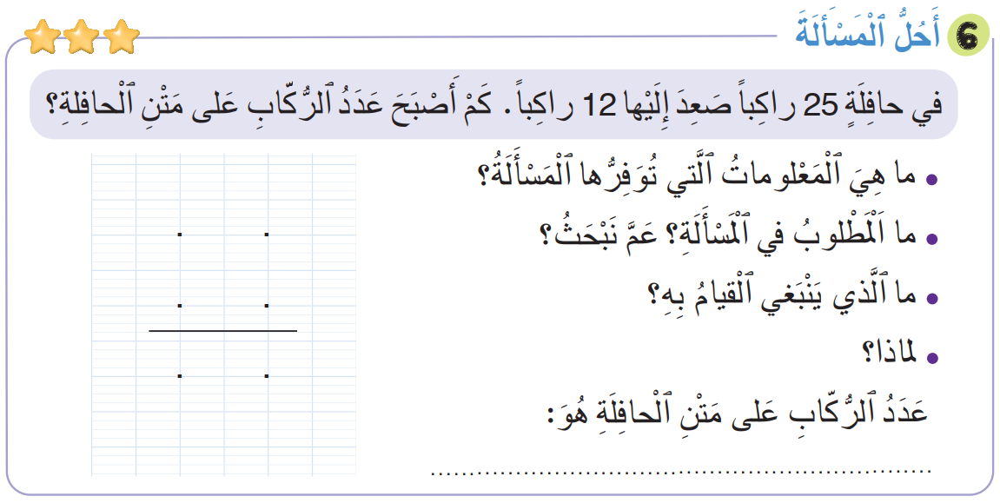 6 أَحُلُّ ٱلْمَسْأَلَةَ
في حافِلَةٍ 25 راكِباً صَعِدَ إِلَيْها 12 راكِباً. كَمْ أَصْبَحَ عَدَدُ ٱلرُّكّابِ عَلى مَتْنِ ٱلْحافِلِةِ؟
• ما هِيَ ٱلْمَعْلوماتُ ٱلَّتي تُوَفِرُّها ٱلْمَسْأَلَةُ؟
• ما ٱَلْمَطْلوبُ في ٱلْمَسْأَلَةِ؟ عَمَّ نَبْحَثُ؟
• ما ٱلَّذي يَنْبَغي ٱلْقيامُ بِهِ؟
• لماذا؟
عَدَدُ ٱلرُّكّابِ عَلى مَتْنِ ٱلْحافِلَةِ هُوَ:
................................................................